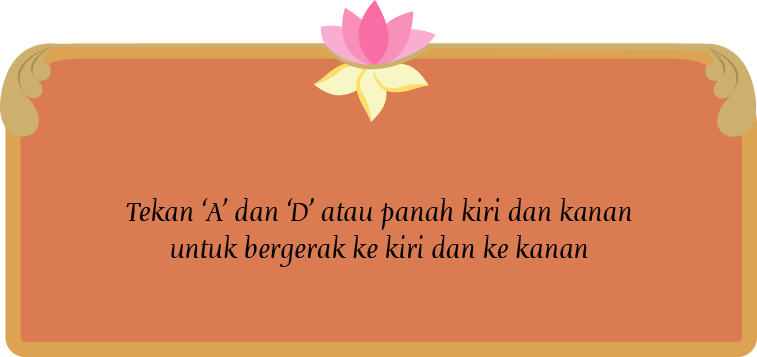 Tekan ‘A’ dan ‘D’ atau panah kiri dan kanan
untuk bergerak ke kiri dan ke kanan